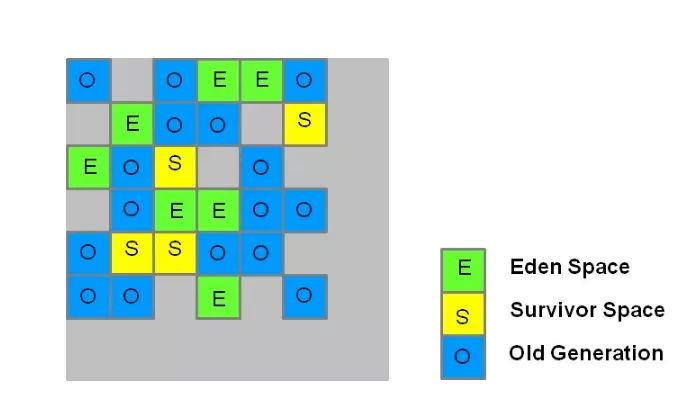 O O E E O
E O O S
E O S O
O E E O O
O S S O O
O O E O
E Eden Space
S Survivor Space
O Old Generation